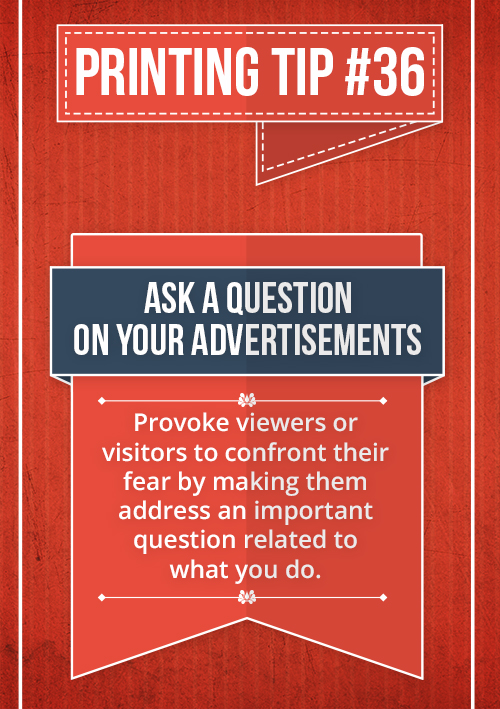 PRINTING TIP #36
ASK A QUESTION
ON YOUR ADVERTISEMENTS
Provoke viewers or
visitors to confront their
fear by making them
address an important
question related to
what you do.